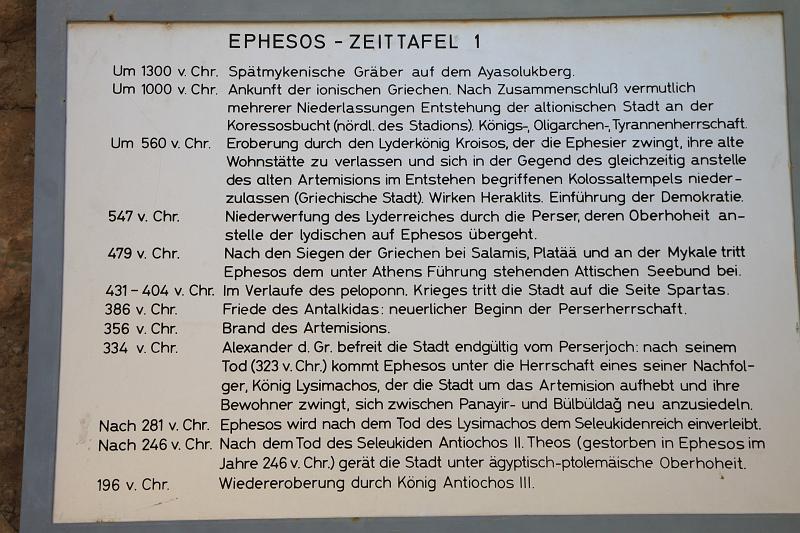 EPHESOS - ZEITTAFEL 1
Um 1300 v. Chr. Spätmykenische Gräber auf dem Ayasolukberg.
Um 1000 v. Chr. Ankunft der ionischen Griechen. Nach Zusammenschluß vermutlich
mehrerer Niederlassungen Entstehung der altionischen Stadt an der
Koressosbucht (nördl. des Stadions). Königs-, Oligarchen-, Tyrannenherrschaft.
Um 560 v. Chr. Eroberung durch den Lyderkönig Kroisos, der die Ephesier zwingt, ihre alte
Wohnstätte zu verlassen und sich in der Gegend des gleichzeitig anstelle
des alten Artemisions im Entstehen begriffenen Kolossaltempels nieder-
zulassen (Griechische Stadt). Wirken Heraklits. Einführung der Demokratie.
547 v. Chr. Niederwerfung des Lyderreiches durch die Perser, deren Oberhoheit an-
stelle der lydischen auf Ephesos übergeht.
479 v. Chr. Nach den Siegen der Griechen bei Salamis, Platää und an der Mykale tritt
Ephesos dem unter Athens Führung stehenden Attischen Seebund bei.
431 - 404 v. Chr. Im Verlaufe des peloponn. Krieges tritt die Stadt auf die Seite Spartas.
386 v. Chr. Friede des Antalkidas: neuerlicher Beginn der Perserherrschaft.
356 v. Chr. Brand des Artemisions.
334 v. Chr. Alexander d. Gr. befreit die Stadt endgültig vom Perserjoch: nach seinem
Tod (323 v. Chr.) kommt Ephesos unter die Herrschaft eines seiner Nachfol-
ger, König Lysimachos, der die Stadt um das Artemision aufhebt und ihre
Bewohner zwingt, sich zwischen Panayir- und Bülbüldağ neu anzusiedeln.
Nach 281 v. Chr. Ephesos wird nach dem Tod des Lysimachos dem Seleukidenreich einverleibt.
Nach 246 v. Chr. Nach dem Tod des Seleukiden Antiochos II. Theos (gestorben in Ephesos im
Jahre 246 v. Chr.) gerät die Stadt unter ägyptisch-ptolemäische Oberhoheit.
196 v. Chr. Wiedereroberung durch König Antiochos III.